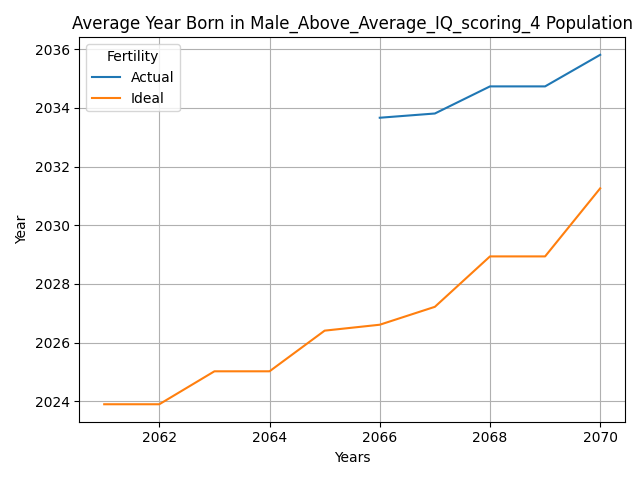 Average Year Born in Male_Above_Average_IQ_scoring_4 Population
Fertility
Actual
Ideal
2036
2034
2032
2030
2028
2026
2024
Year
2062 2064 2066 2068 2070
Years